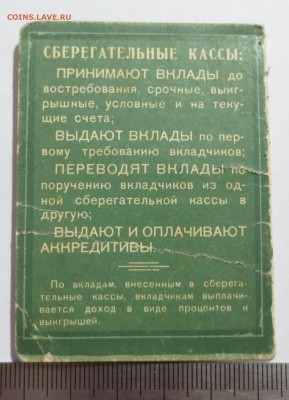 COINS.LAVE.RU
СБЕРЕГАТЕЛЬНЫЕ КАССЫ:
ПРИНИМАЮТ ВКЛАДЫ до
востребования, срочные, выиг-
рышные, условные и на теку-
щие счета;
ВЫДАЮТ ВКЛАДЫ по пер-
вому требованию вкладчиков;
ПЕРЕВОДЯТ ВКЛАДЫ по
поручению вкладчиков из од-
ной сберегательной кассы в
другую;
ВЫДАЮТ И ОПЛАЧИВАЮТ
АККРЕДИТИВЫ.
По вкладам, внесенным в сберега-
тельные кассы, вкладчикам выплачи-
вается доход в виде процентов и
выигрышей.